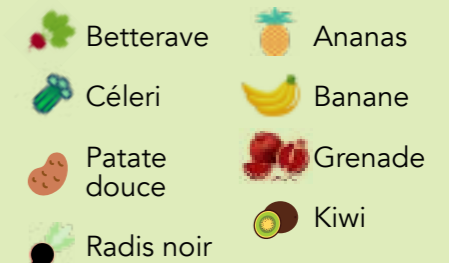 Betterave
Céleri
Patate
douce
Radis noir
Ananas
Banane
Grenade
Kiwi